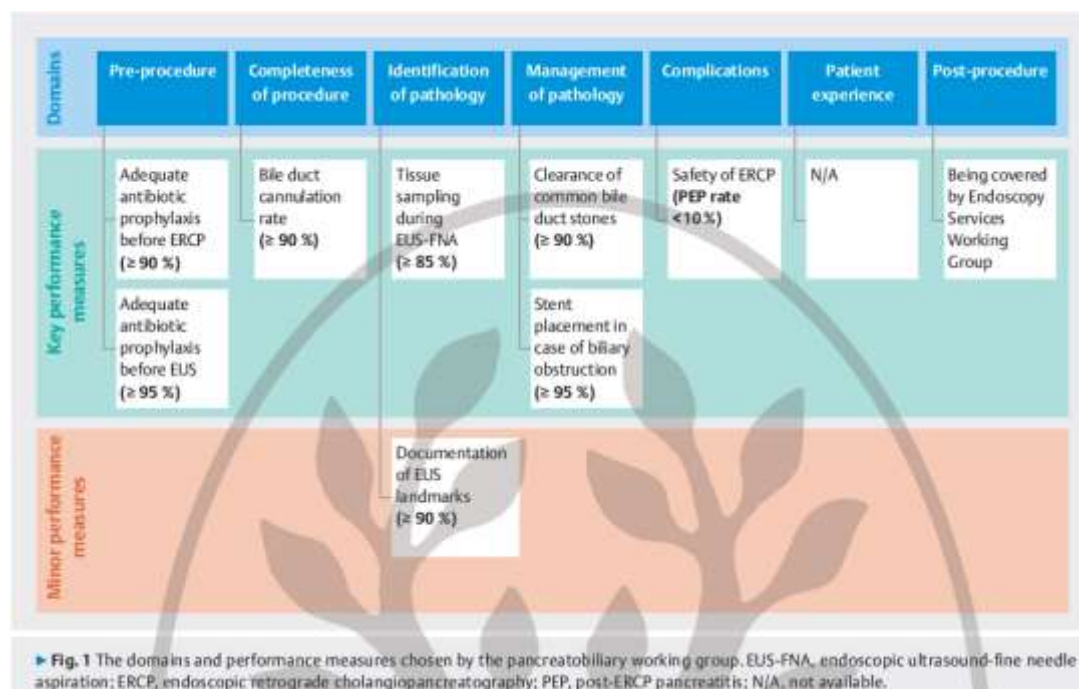 Domains
Pre-procedure
Completeness
of procedure
Identification
of pathology
Management
of pathology
Complications
Patient
experience
Post-procedure
Key performance
measures
Adequate
antibiotic
prophylaxis
before ERCP
(≥ 90 %)
Adequate
antibiotic
prophylaxis
before EUS
(≥ 95 %)
Bile duct
cannulation
rate
(≥ 90 %)
Tissue
sampling
during
EUS-FNA
(≥ 85 %)
Clearance of
common bile
duct stones
(≥ 90 %)
Stent
placement in
case of biliary
obstruction
(≥ 95 %)
Safety of ERCP
(PEP rate
<10 %)
N/A
Being covered
by Endoscopy
Services
Working
Group
Minor performance
measures
Documentation
of EUS
landmarks
(≥ 90 %)
▶ Fig. 1 The domains and performance measures chosen by the pancreatobiliary working group. EUS-FNA, endoscopic ultrasound-fine needle
aspiration; ERCP, endoscopic retrograde cholangiopancreatography; PEP, post-ERCP pancreatitis; N/A, not available.